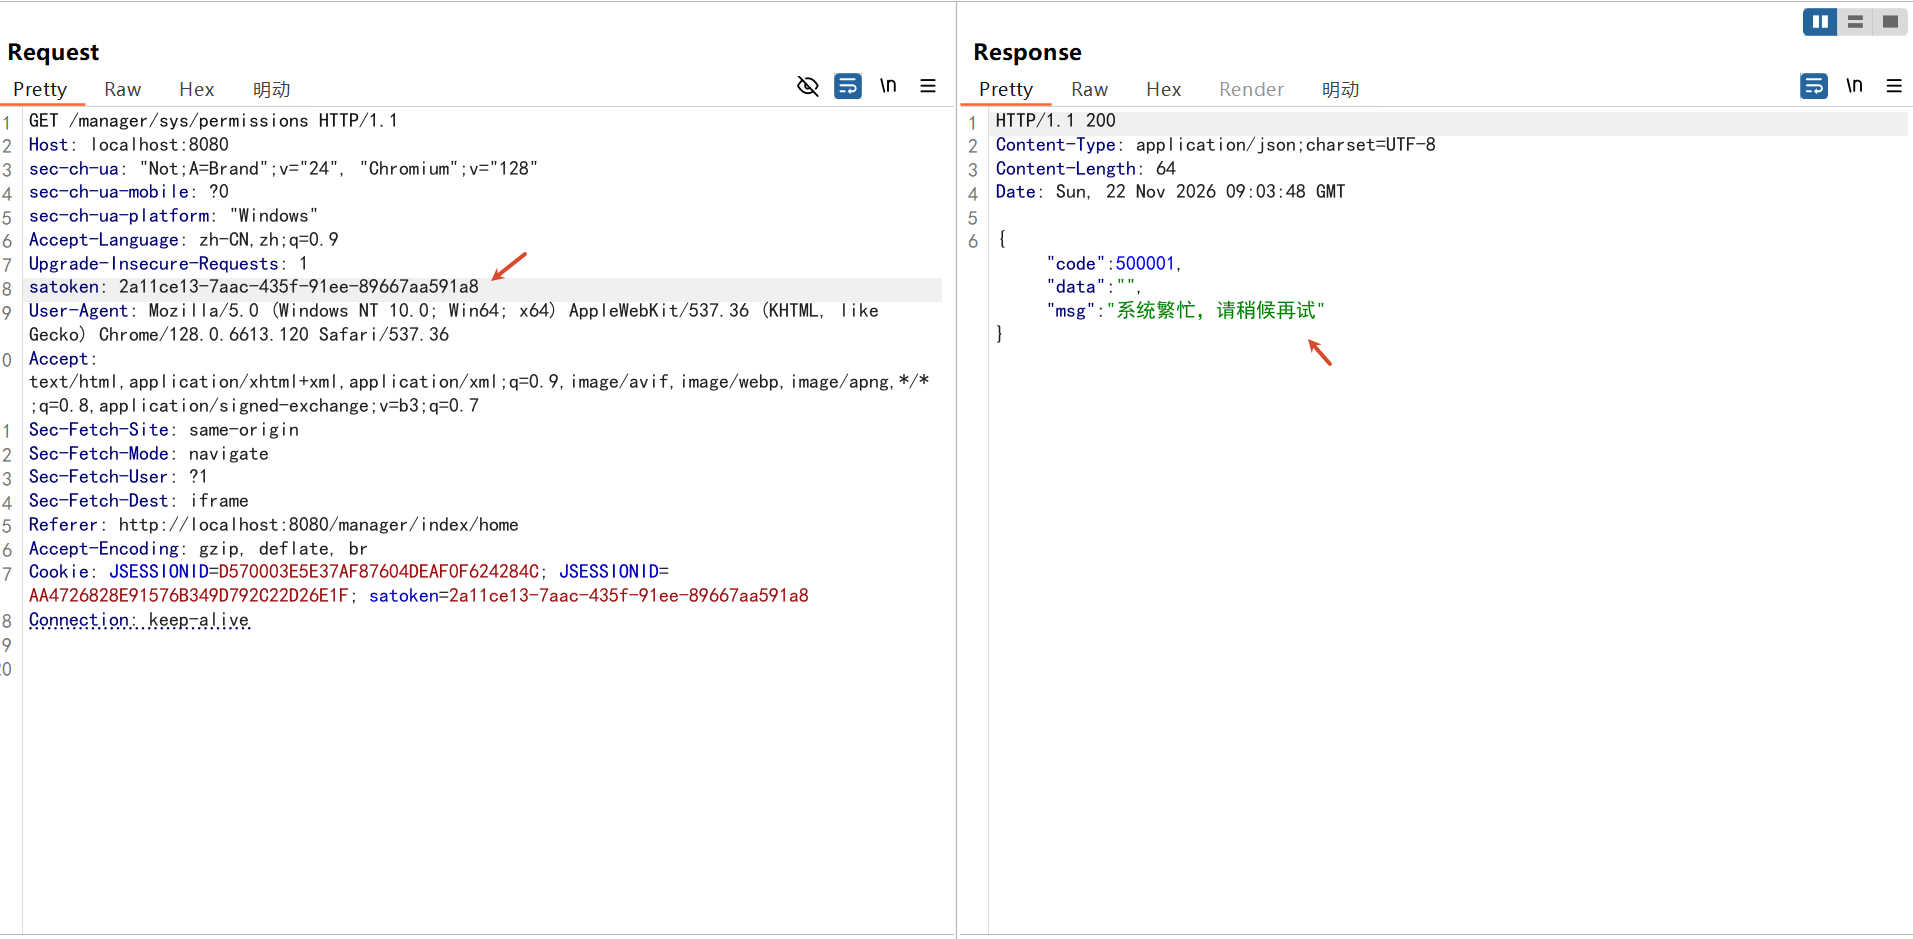 Request
Pretty Raw Hex 明动 \n
1 GET /manager/sys/permissions HTTP/1.1
2 Host: localhost:8080
3 sec-ch-ua: "Not;A=Brand";v="24", "Chromium";v="128"
4 sec-ch-ua-mobile: ?0
5 sec-ch-ua-platform: "Windows"
6 Accept-Language: zh-CN,zh;q=0.9
7 Upgrade-Insecure-Requests: 1
8 satoken: 2a11ce13-7aac-435f-91ee-89667aa591a8
9 User-Agent: Mozilla/5.0 (Windows NT 10.0; Win64; x64) AppleWebKit/537.36 (KHTML, like
Gecko) Chrome/128.0.6613.120 Safari/537.36
0 Accept:
text/html,application/xhtml+xml,application/xml;q=0.9,image/avif,image/webp,image/apng,*/*
;q=0.8,application/signed-exchange;v=b3;q=0.7
1 Sec-Fetch-Site: same-origin
2 Sec-Fetch-Mode: navigate
3 Sec-Fetch-User: ?1
4 Sec-Fetch-Dest: iframe
5 Referer: http://localhost:8080/manager/index/home
6 Accept-Encoding: gzip, deflate, br
7 Cookie: JSESSIONID=D570003E5E37AF87604DEAF0F624284C; JSESSIONID=
AA4726828E91576B349D792C22D26E1F; satoken=2a11ce13-7aac-435f-91ee-89667aa591a8
8 Connection: keep-alive
9
20
Response
Pretty Raw Hex Render 明动 \n
1 HTTP/1.1 200
2 Content-Type: application/json;charset=UTF-8
3 Content-Length: 64
4 Date: Sun, 22 Nov 2026 09:03:48 GMT
5
6 {
"code":500001,
"data":"",
"msg":"系统繁忙，请稍候再试"
}